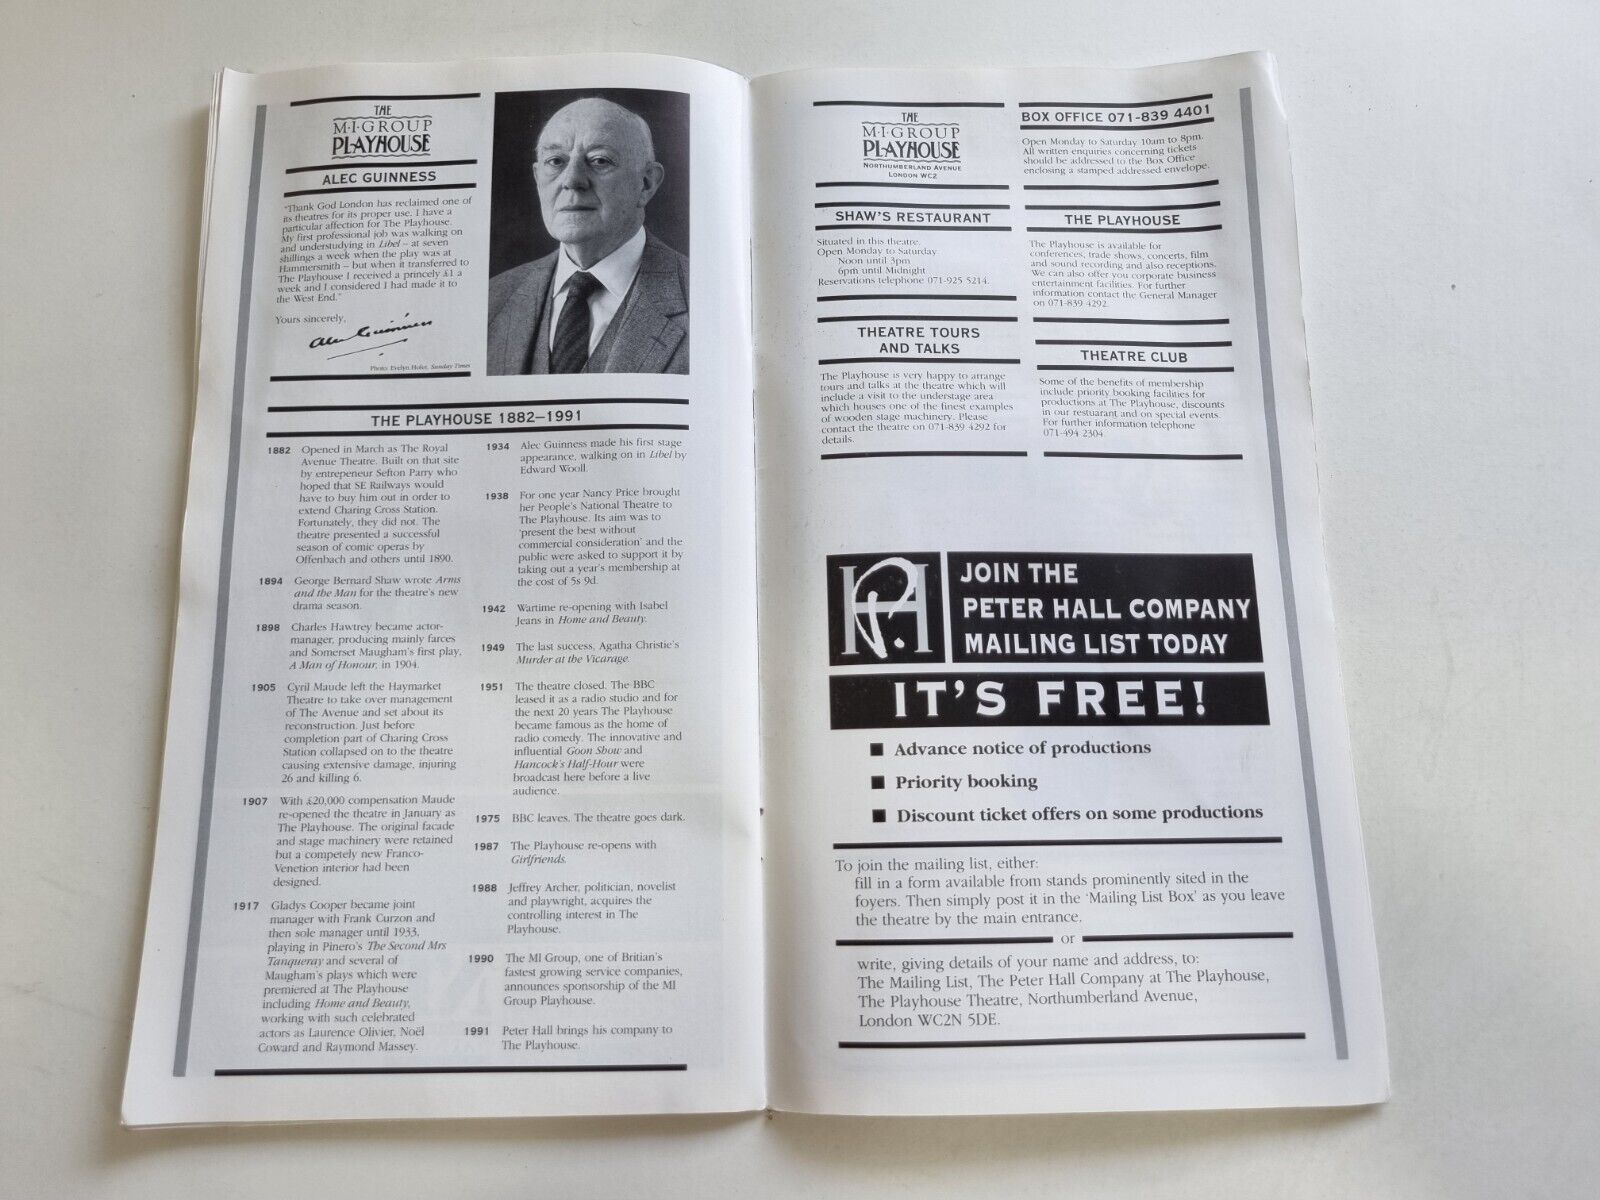 THE
M·I·GROUP
PLAYHOUSE
ALEC GUINNESS
"Thank God London has reclaimed one of
its theatres for its proper use. I have a
particular affection for The Playhouse.
My first professional job was walking on
and understudying in Libel – at seven
shillings a week when the play was at
Hammersmith – but when it transferred to
The Playhouse I received a princely £1 a
week and I considered I had made it to
the West End."
Yours sincerely,
Alec Guinness
Photo: Evelyn Hofer, Sunday Times
THE PLAYHOUSE 1882–1991
1882 Opened in March as The Royal
Avenue Theatre. Built on that site
by entrepeneur Sefton Parry who
hoped that SE Railways would
have to buy him out in order to
extend Charing Cross Station.
Fortunately, they did not. The
theatre presented a successful
season of comic operas by
Offenbach and others until 1890.
1894 George Bernard Shaw wrote Arms
and the Man for the theatre's new
drama season.
1898 Charles Hawtrey became actor-
manager, producing mainly farces
and Somerset Maugham's first play,
A Man of Honour, in 1904.
1905 Cyril Maude left the Haymarket
Theatre to take over management
of The Avenue and set about its
reconstruction. Just before
completion part of Charing Cross
Station collapsed on to the theatre
causing extensive damage, injuring
26 and killing 6.
1907 With £20,000 compensation Maude
re-opened the theatre in January as
The Playhouse. The original facade
and stage machinery were retained
but a competely new Franco-
Venetion interior had been
designed.
1917 Gladys Cooper became joint
manager with Frank Curzon and
then sole manager until 1933,
playing in Pinero's The Second Mrs
Tanqueray and several of
Maugham's plays which were
premiered at The Playhouse
including Home and Beauty,
working with such celebrated
actors as Laurence Olivier, Noël
Coward and Raymond Massey.
1934 Alec Guinness made his first stage
appearance, walking on in Libel by
Edward Wooll.
1938 For one year Nancy Price brought
her People's National Theatre to
The Playhouse. Its aim was to
'present the best without
commercial consideration' and the
public were asked to support it by
taking out a year's membership at
the cost of 5s 9d.
1942 Wartime re-opening with Isabel
Jeans in Home and Beauty.
1949 The last success, Agatha Christie's
Murder at the Vicarage.
1951 The theatre closed. The BBC
leased it as a radio studio and for
the next 20 years The Playhouse
became famous as the home of
radio comedy. The innovative and
influential Goon Show and
Hancock's Half-Hour were
broadcast here before a live
audience.
1975 BBC leaves. The theatre goes dark.
1987 The Playhouse re-opens with
Girlfriends.
1988 Jeffrey Archer, politician, novelist
and playwright, acquires the
controlling interest in The
Playhouse.
1990 The MI Group, one of Britian's
fastest growing service companies,
announces sponsorship of the MI
Group Playhouse.
1991 Peter Hall brings his company to
The Playhouse.
THE
M·I·GROUP
PLAYHOUSE
NORTHUMBERLAND AVENUE
LONDON WC2
SHAW'S RESTAURANT
Situated in this theatre.
Open Monday to Saturday
Noon until 3pm
6pm until Midnight
Reservations telephone 071-925 5214.
THEATRE TOURS
AND TALKS
The Playhouse is very happy to arrange
tours and talks at the theatre which will
include a visit to the understage area
which houses one of the finest examples
of wooden stage machinery. Please
contact the theatre on 071-839 4292 for
details.
BOX OFFICE 071-839 4401
Open Monday to Saturday 10am to 8pm.
All written enquiries concerning tickets
should be addressed to the Box Office
enclosing a stamped addressed envelope.
THE PLAYHOUSE
The Playhouse is available for
conferences, trade shows, concerts, film
and sound recording and also receptions.
We can also offer you corporate business
entertainment facilities. For further
information contact the General Manager
on 071-839 4292.
THEATRE CLUB
Some of the benefits of membership
include priority booking facilities for
productions at The Playhouse, discounts
in our restuarant and on special events.
For further information telephone
071-494 2304.
PH
JOIN THE
PETER HALL COMPANY
MAILING LIST TODAY
IT'S FREE!
■ Advance notice of productions
■ Priority booking
■ Discount ticket offers on some productions
To join the mailing list, either:
fill in a form available from stands prominently sited in the
foyers. Then simply post it in the 'Mailing List Box' as you leave
the theatre by the main entrance.
or
write, giving details of your name and address, to:
The Mailing List, The Peter Hall Company at The Playhouse,
The Playhouse Theatre, Northumberland Avenue,
London WC2N 5DE.